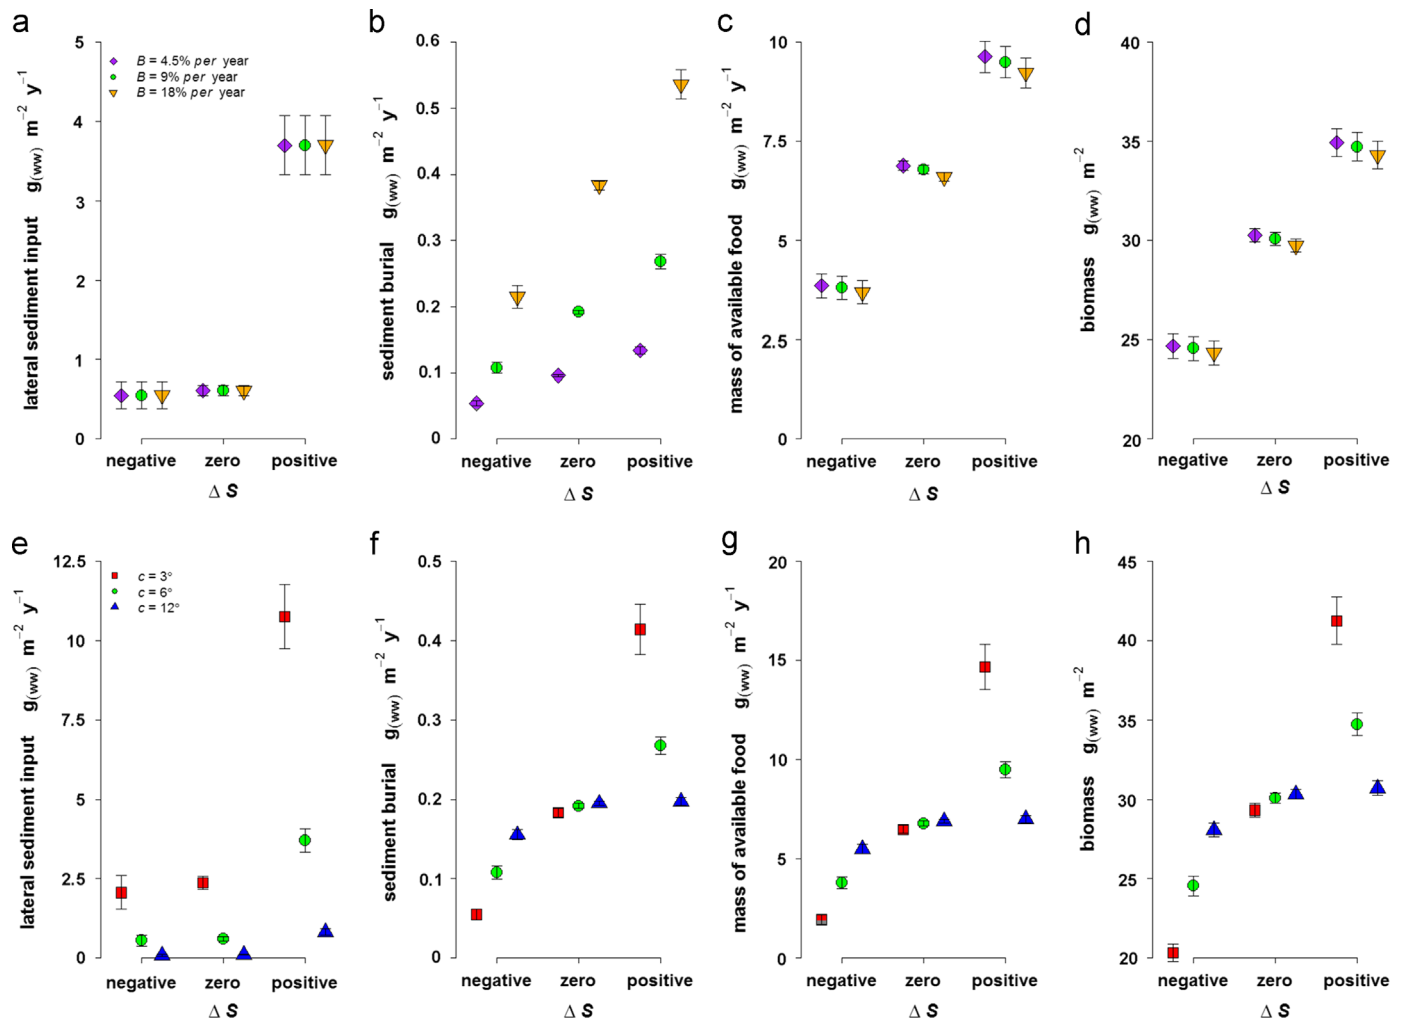 a
lateral sediment input g(ww) m−2 y−1
5
4
3
2
1
0
B = 4.5% per year
B = 9% per year
B = 18% per year
negative zero positive
Δ S
b
sediment burial g(ww) m−2 y−1
0.6
0.5
0.4
0.3
0.2
0.1
0
negative zero positive
Δ S
c
mass of available food g(ww) m−2 y−1
10
7.5
5
2.5
0
negative zero positive
Δ S
d
biomass g(ww) m−2
40
35
30
25
20
negative zero positive
Δ S
e
lateral sediment input g(ww) m−2 y−1
12.5
10
7.5
5
2.5
0
c = 3°
c = 6°
c = 12°
negative zero positive
Δ S
f
sediment burial g(ww) m−2 y−1
0.5
0.4
0.3
0.2
0.1
0
negative zero positive
Δ S
g
mass of available food g(ww) m−2 y−1
20
15
10
5
0
negative zero positive
Δ S
h
biomass g(ww) m−2
45
40
35
30
25
20
negative zero positive
Δ S